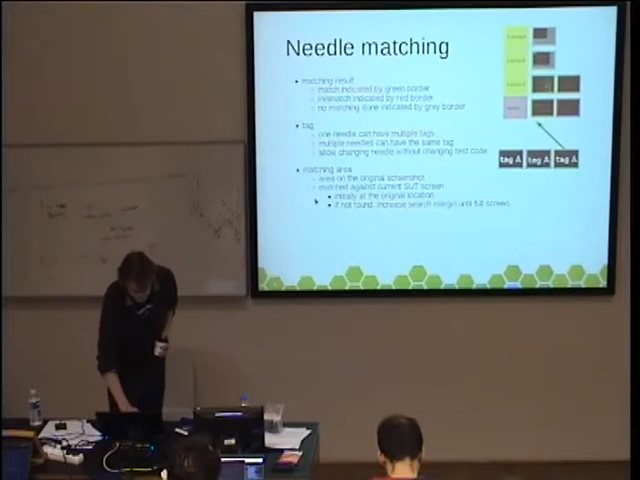 Needle matching
matching result
match indicated by green border
mismatch indicated by red border
no matching done indicated by grey border
tag
one needle can have multiple tags
multiple needles can have the same tag
allow changing needle without changing test code
matching area
area on the original screenshot
matched against current SUT screen
initially at the original location
if not found: increase search margin until full screen
tag A tag A tag A